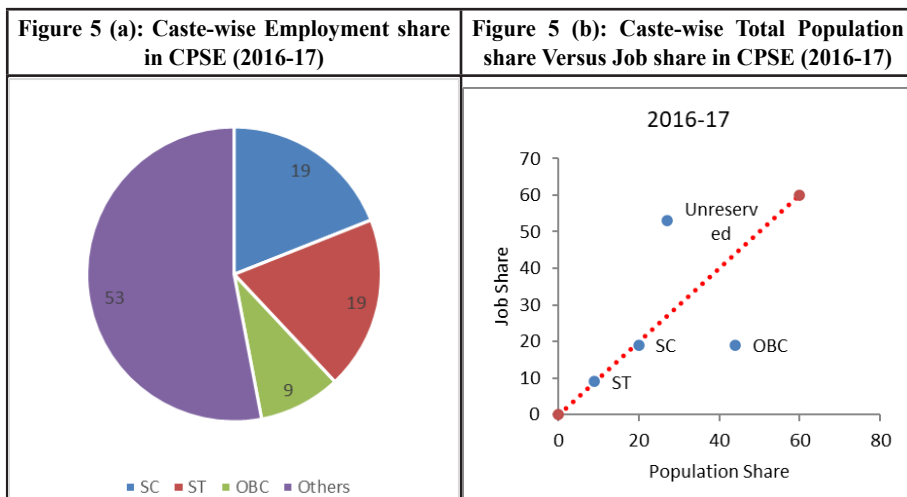 Figure 5 (a): Caste-wise Employment share
in CPSE (2016-17)
Figure 5 (b): Caste-wise Total Population
share Versus Job share in CPSE (2016-17)
19
19
9
53
SC ST OBC Others
2016-17
70
60
50
40
30
20
10
0
Job Share
Unreserv
ed
SC
OBC
ST
0 20 40 60 80
Population Share